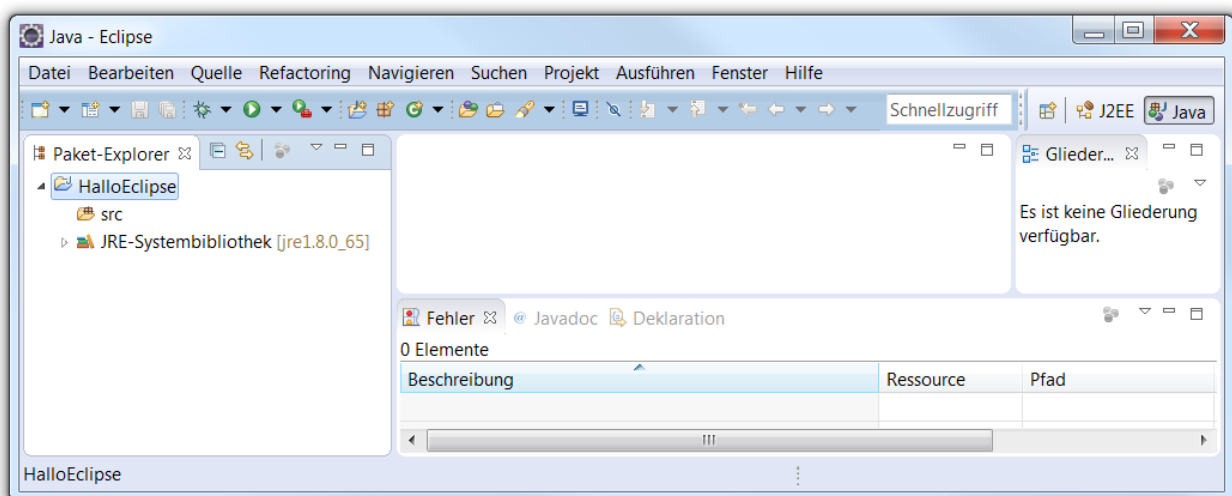 Java - Eclipse
Datei Bearbeiten Quelle Refactoring Navigieren Suchen Projekt Ausführen Fenster Hilfe
Schnellzugriff J2EE Java
Paket-Explorer
HalloEclipse
src
JRE-Systembibliothek [jre1.8.0_65]
Glieder...
Es ist keine Gliederung
verfügbar.
Fehler @ Javadoc Deklaration
0 Elemente
Beschreibung Ressource Pfad
HalloEclipse